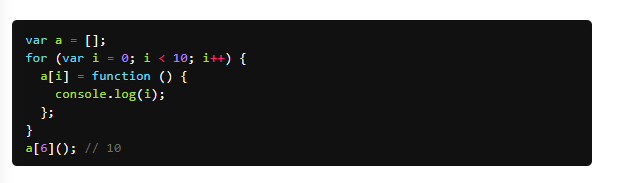 var a = [];
for (var i = 0; i < 10; i++) {
  a[i] = function () {
    console.log(i);
  };
}
a[6](); // 10